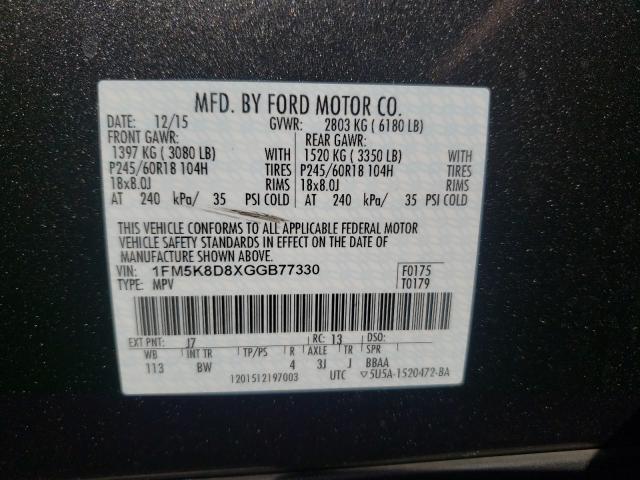 MFD. BY FORD MOTOR CO.
DATE: 12/15 GVWR: 2803 KG ( 6180 LB)
FRONT GAWR: REAR GAWR:
1397 KG ( 3080 LB) WITH 1520 KG ( 3350 LB) WITH
P245/60R18 104H TIRES P245/60R18 104H TIRES
18x8.0J RIMS 18x8.0J RIMS
AT 240 kPa/ 35 PSI COLD AT 240 kPa/ 35 PSI COLD
THIS VEHICLE CONFORMS TO ALL APPLICABLE FEDERAL MOTOR
VEHICLE SAFETY STANDARDS IN EFFECT ON THE DATE OF
MANUFACTURE SHOWN ABOVE.
VIN: 1FM5K8D8XGGB77330 F0175
TYPE: MPV T0179
EXT PNT: J7 RC: 13 DSO:
WB INT TR TP/PS R AXLE TR SPR
113 BW 4 3J J BBAA
1201512197003 UTC ▽5U5A-1520472-BA